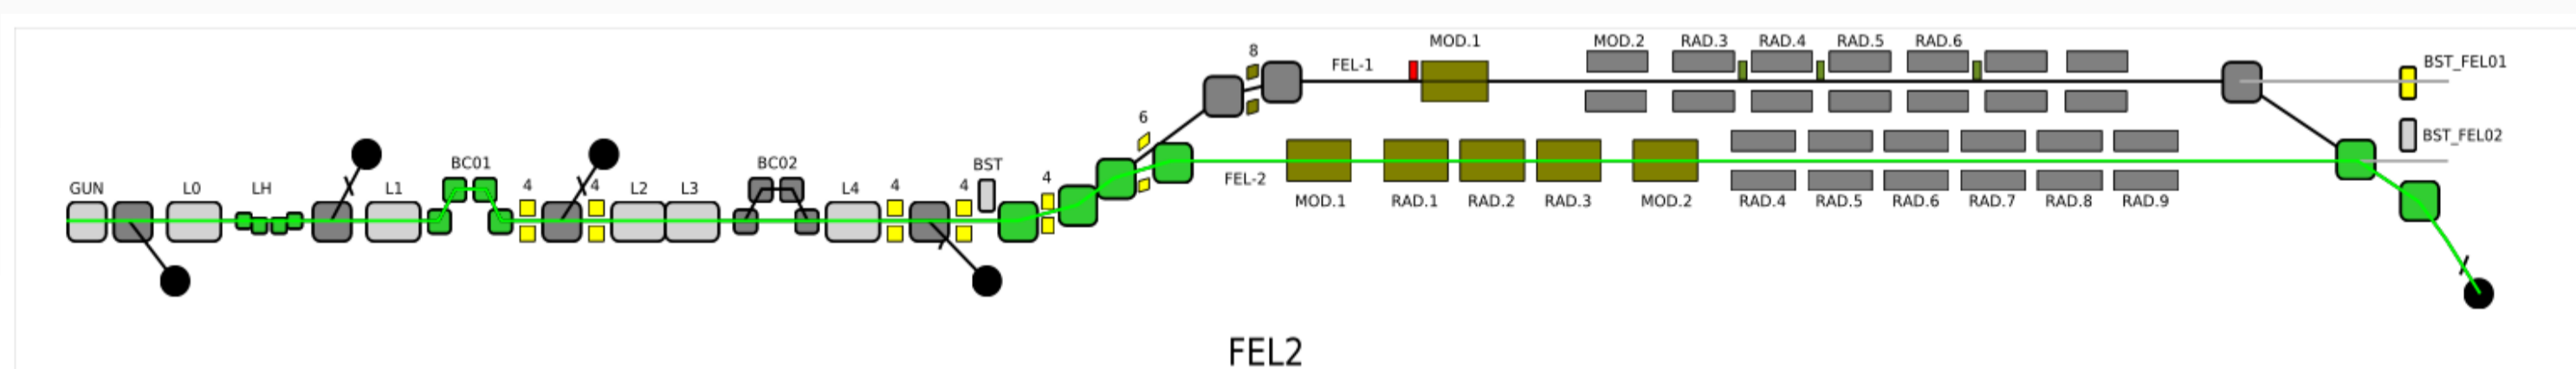 8 MOD.1 MOD.2 RAD.3 RAD.4 RAD.5 RAD.6
FEL-1 BST_FEL01
6
BST_FEL02
BC01 BC02 BST
4
FEL-2
GUN L0 LH L1 4 4 L2 L3 L4 4 4
MOD.1 RAD.1 RAD.2 RAD.3 MOD.2 RAD.4 RAD.5 RAD.6 RAD.7 RAD.8 RAD.9
FEL2